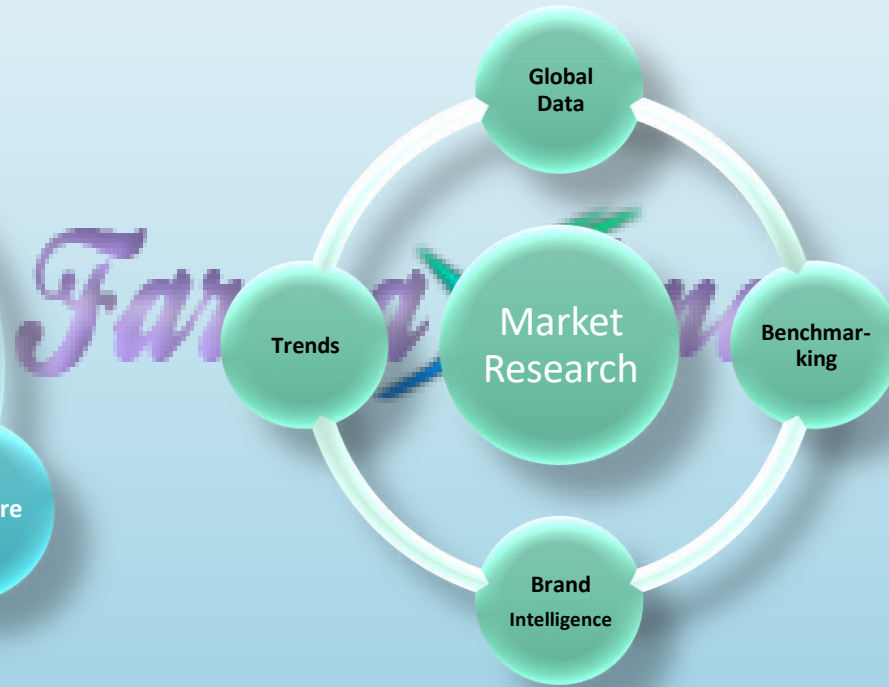 Global
Data
Trends
Market
Research
Benchmar-
king
re
Brand
Intelligence